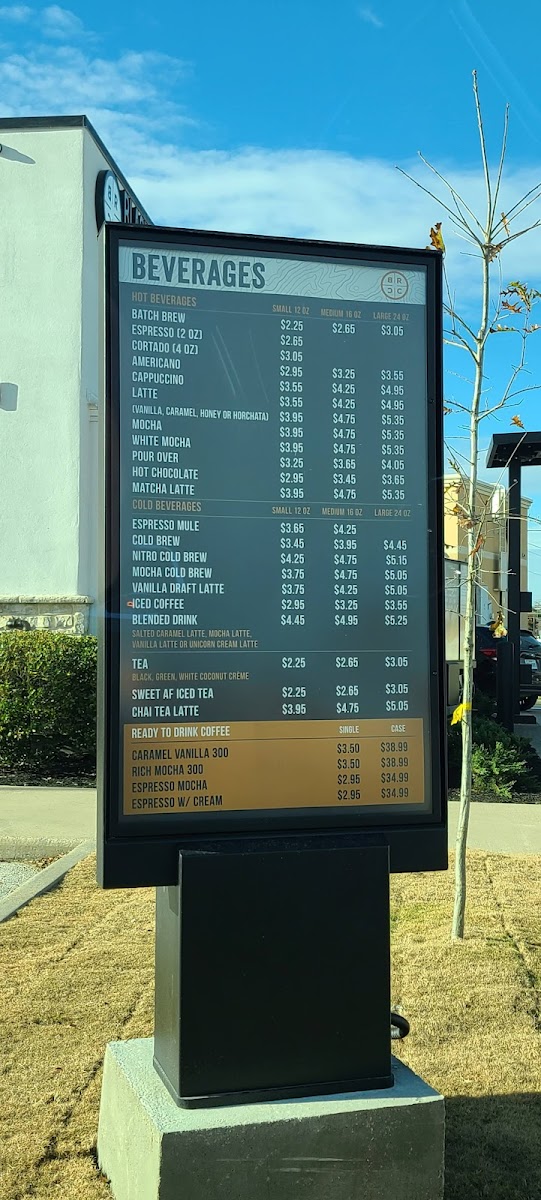 BEVERAGES
B R
C C
HOT BEVERAGES SMALL 12 OZ MEDIUM 16 OZ LARGE 24 OZ
BATCH BREW $2.25 $2.65 $3.05
ESPRESSO (2 OZ) $2.65
CORTADO (4 OZ) $3.05
AMERICANO $2.95 $3.25 $3.55
CAPPUCCINO $3.55 $4.25 $4.95
LATTE $3.55 $4.25 $4.95
(VANILLA, CARAMEL, HONEY OR HORCHATA) $3.95 $4.75 $5.35
MOCHA $3.95 $4.75 $5.35
WHITE MOCHA $3.95 $4.75 $5.35
POUR OVER $3.25 $3.65 $4.05
HOT CHOCOLATE $2.95 $3.45 $3.65
MATCHA LATTE $3.95 $4.75 $5.35
COLD BEVERAGES SMALL 12 OZ MEDIUM 16 OZ LARGE 24 OZ
ESPRESSO MULE $3.65 $4.25
COLD BREW $3.45 $3.95 $4.45
NITRO COLD BREW $4.25 $4.75 $5.15
MOCHA COLD BREW $3.75 $4.75 $5.05
VANILLA DRAFT LATTE $3.75 $4.25 $5.05
ICED COFFEE $2.95 $3.25 $3.55
BLENDED DRINK $4.45 $4.95 $5.25
SALTED CARAMEL LATTE, MOCHA LATTE,
VANILLA LATTE OR UNICORN CREAM LATTE
TEA $2.25 $2.65 $3.05
BLACK, GREEN, WHITE COCONUT CRÈME
SWEET AF ICED TEA $2.25 $2.65 $3.05
CHAI TEA LATTE $3.95 $4.75 $5.05
READY TO DRINK COFFEE SINGLE CASE
CARAMEL VANILLA 300 $3.50 $38.99
RICH MOCHA 300 $3.50 $38.99
ESPRESSO MOCHA $2.95 $34.99
ESPRESSO W/ CREAM $2.95 $34.99